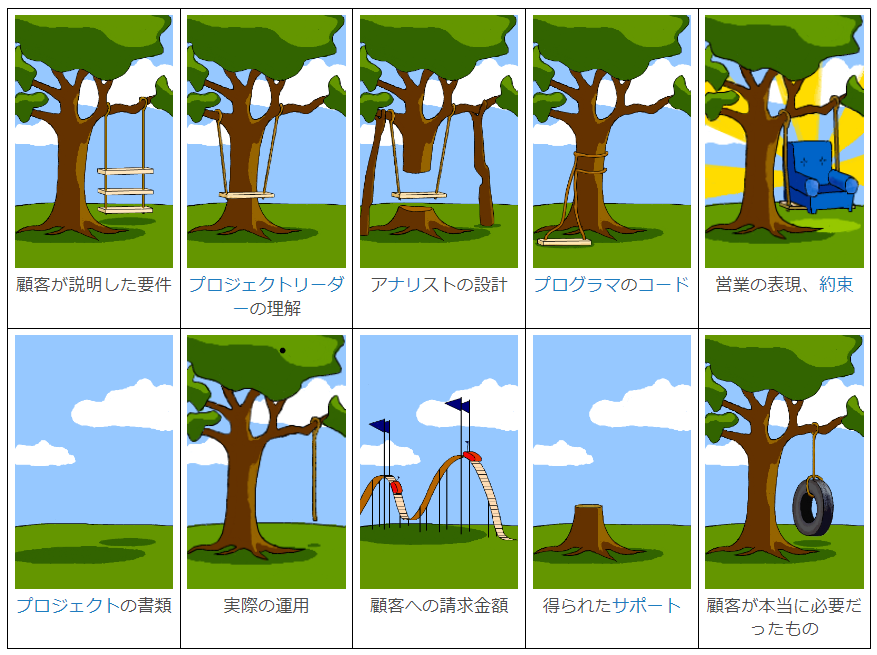 顧客が説明した要件
プロジェクトリーダ
ーの理解
アナリストの設計
プログラマのコード
営業の表現、約束
プロジェクトの書類
実際の運用
顧客への請求金額
得られたサポート
顧客が本当に必要だ
ったもの